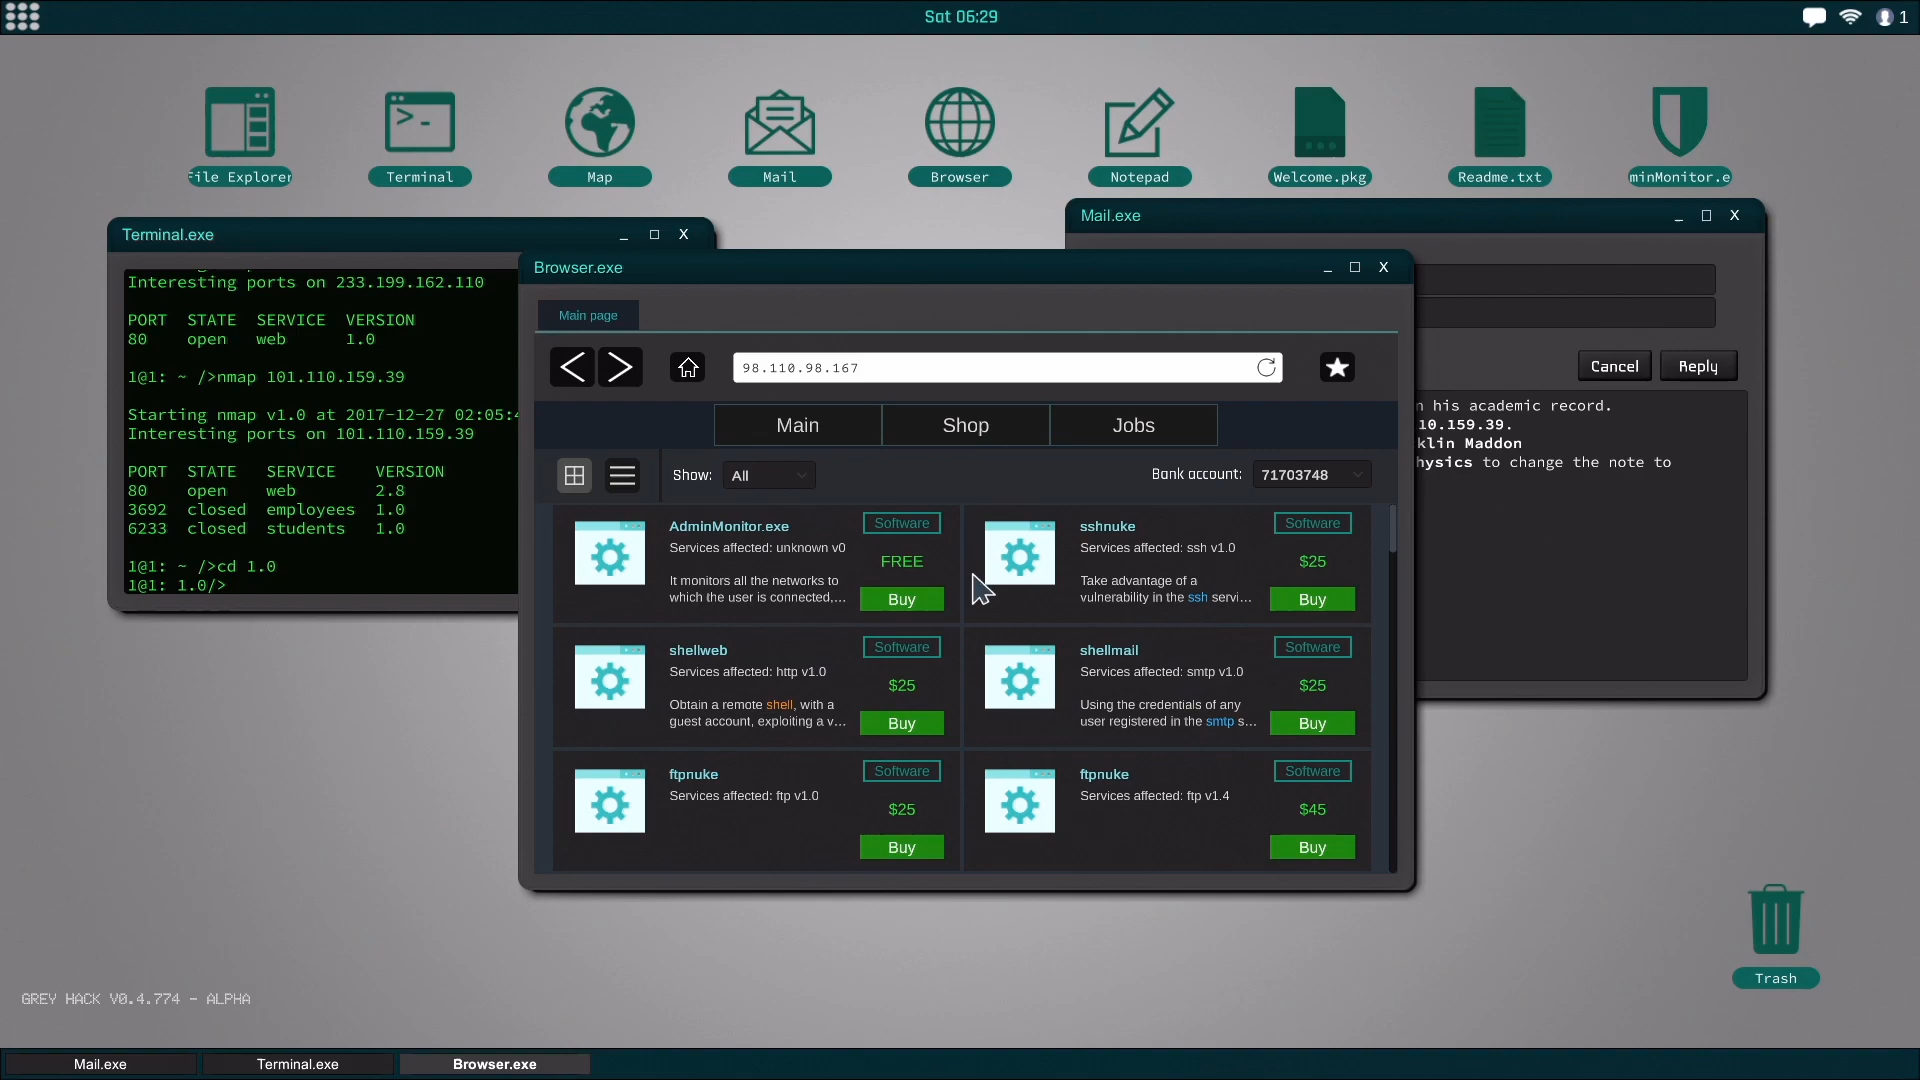 Sat 06:29
1
File Explorer
Terminal
Map
Mail
Browser
Notepad
Welcome.pkg
Readme.txt
minMonitor.e
Terminal.exe
_ □ X
Interesting ports on 233.199.162.110
PORT STATE SERVICE VERSION
80 open web 1.0
1@1: ~ />nmap 101.110.159.39
Starting nmap v1.0 at 2017-12-27 02:05:4
Interesting ports on 101.110.159.39
PORT STATE SERVICE VERSION
80 open web 2.8
3692 closed employees 1.0
6233 closed students 1.0
1@1: ~ />cd 1.0
1@1: 1.0/>
Mail.exe
_ □ X
Cancel
Reply
n his academic record.
10.159.39.
klin Maddon
hysics to change the note to
Browser.exe
_ □ X
Main page
98.110.98.167
Main
Shop
Jobs
Show:
All
Bank account:
71703748
AdminMonitor.exe
Software
Services affected: unknown v0
FREE
It monitors all the networks to
which the user is connected,...
Buy
sshnuke
Software
Services affected: ssh v1.0
$25
Take advantage of a
vulnerability in the ssh servi...
Buy
shellweb
Software
Services affected: http v1.0
$25
Obtain a remote shell, with a
guest account, exploiting a v...
Buy
shellmail
Software
Services affected: smtp v1.0
$25
Using the credentials of any
user registered in the smtp s...
Buy
ftpnuke
Software
Services affected: ftp v1.0
$25
Buy
ftpnuke
Software
Services affected: ftp v1.4
$45
Buy
Trash
GREY HACK V0.4.774 - ALPHA
Mail.exe
Terminal.exe
Browser.exe